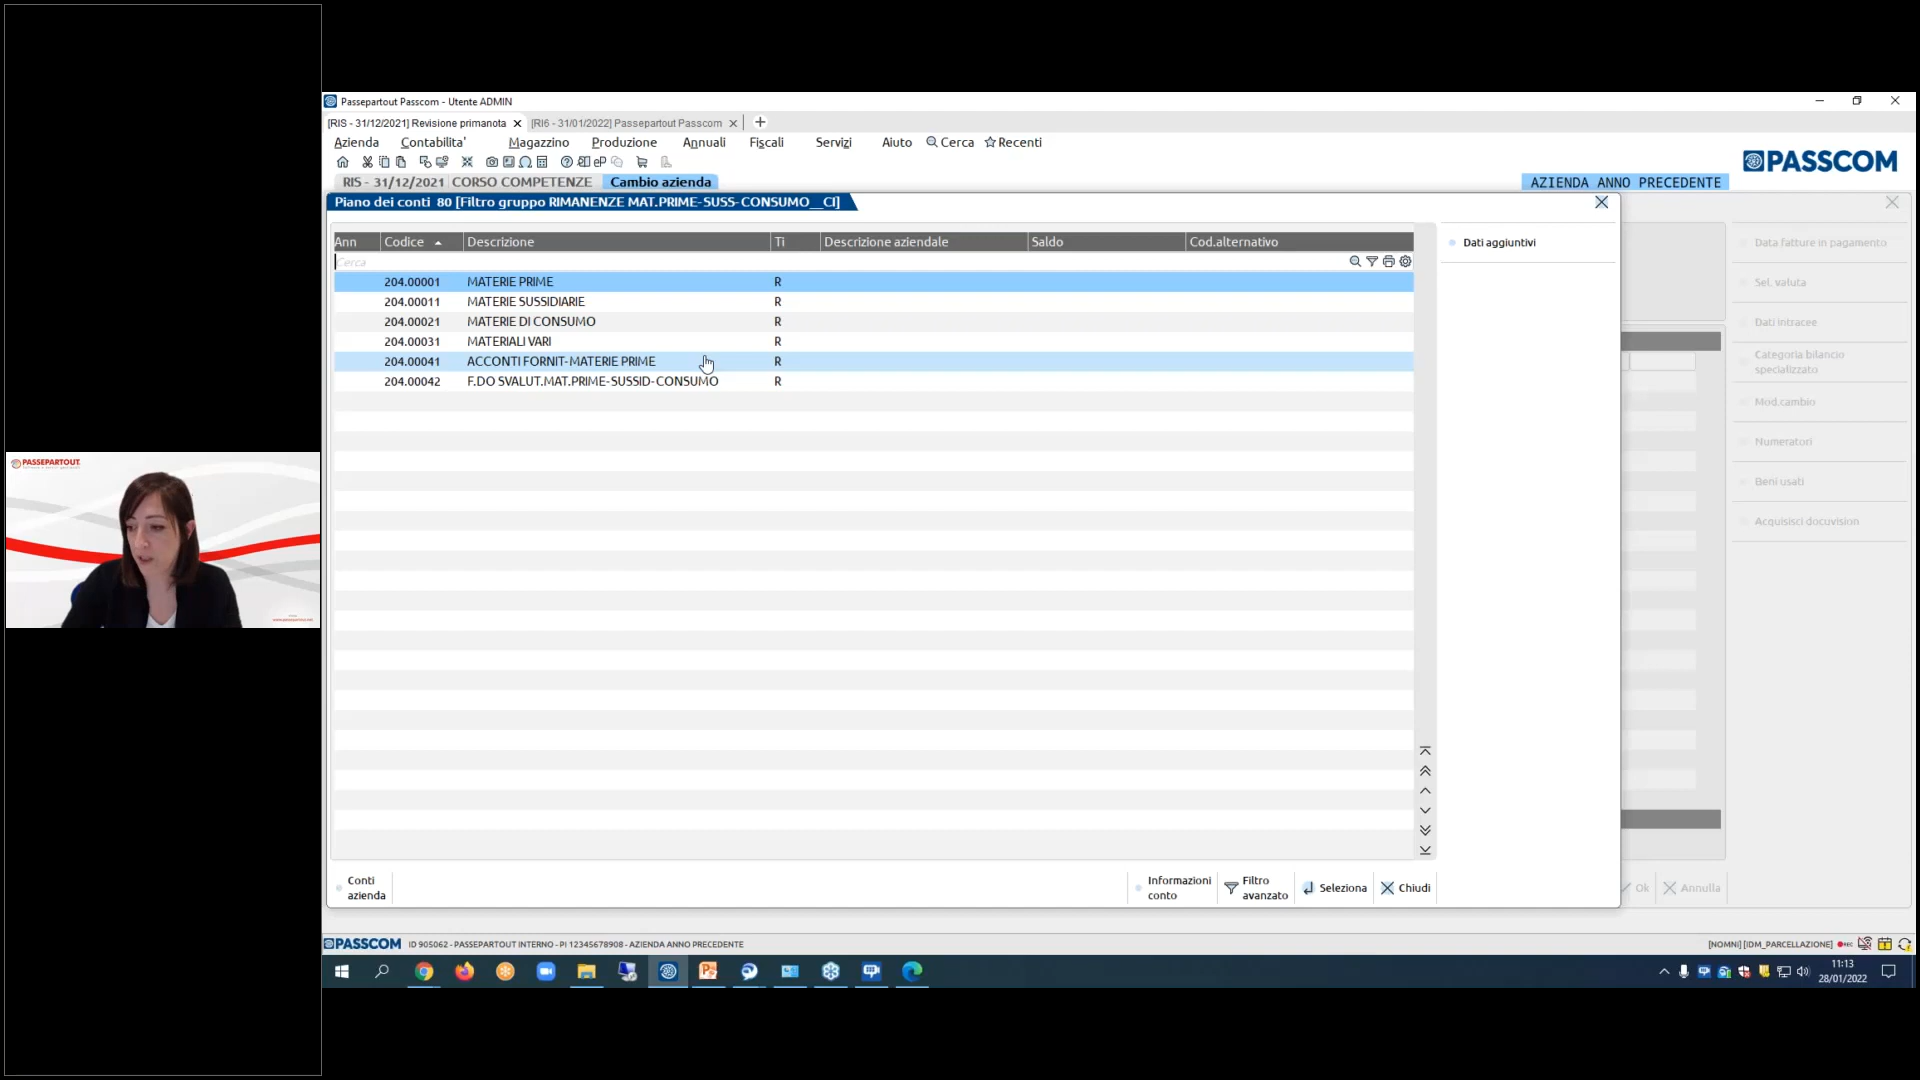 Passepartout Passcom - Utente ADMIN
[RIS - 31/12/2021] Revisione primanota
[RI6 - 31/01/2022] Passepartout Passcom
Azienda Contabilita' Magazzino Produzione Annuali Fiscali Servizi Aiuto Cerca Recenti
PASSCOM
RIS - 31/12/2021 CORSO COMPETENZE Cambio azienda
AZIENDA ANNO PRECEDENTE
Piano dei conti 80 [Filtro gruppo RIMANENZE MAT.PRIME-SUSS-CONSUMO__CI]
Ann Codice Descrizione Ti Descrizione aziendale Saldo Cod.alternativo
Cerca
204.00001 MATERIE PRIME R
204.00011 MATERIE SUSSIDIARIE R
204.00021 MATERIE DI CONSUMO R
204.00031 MATERIALI VARI R
204.00041 ACCONTI FORNIT-MATERIE PRIME R
204.00042 F.DO SVALUT.MAT.PRIME-SUSSID-CONSUMO R
Dati aggiuntivi
Data fatture in pagamento
Sel. valuta
Dati intracee
Categoria bilancio
specializzato
Mod.cambio
Numeratori
Beni usati
Acquisisci docuvision
PASSEPARTOUT
Conti
azienda
Informazioni
conto
Filtro
avanzato
Seleziona
Chiudi
Ok
Annulla
PASSCOM ID 905062 - PASSEPARTOUT INTERNO - PI 12345678908 - AZIENDA ANNO PRECEDENTE
[NOMNI] [IDM_PARCELLAZIONE]
11:13
28/01/2022